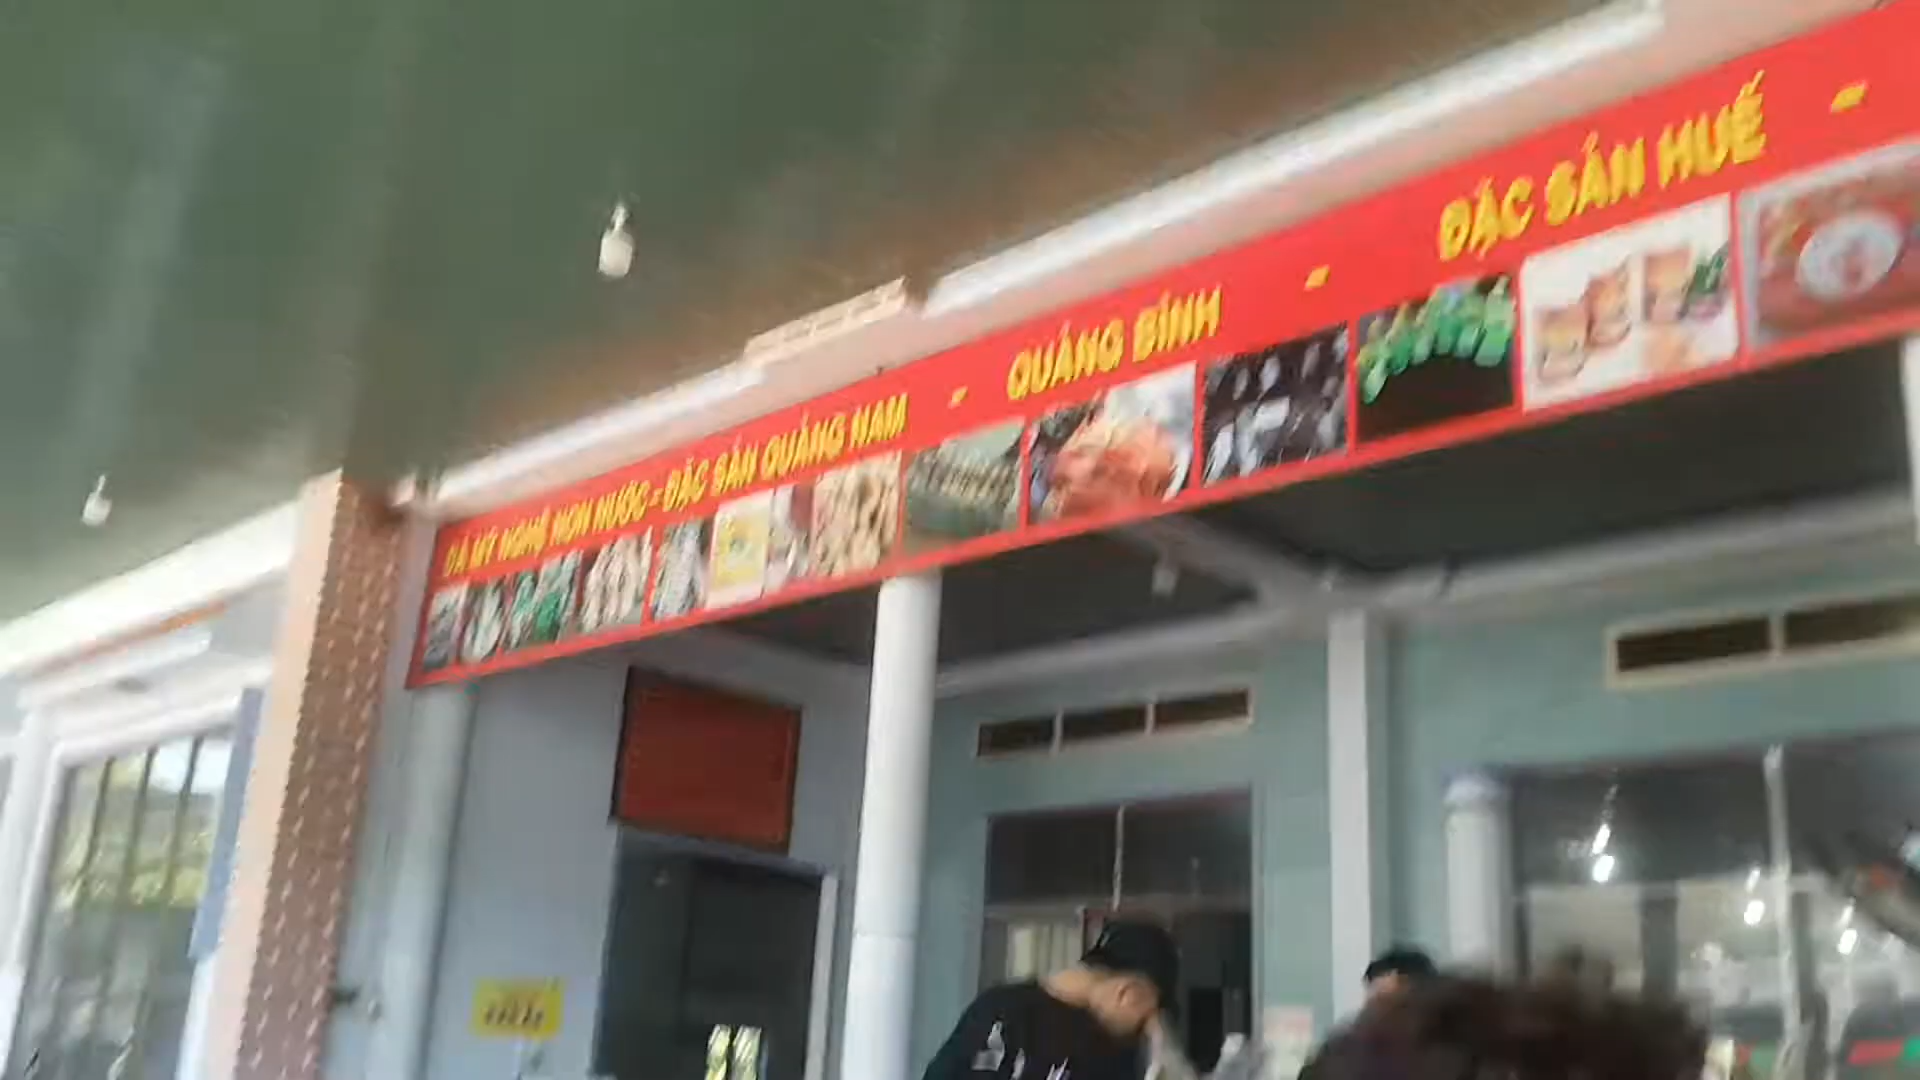 ĐÁ MỸ NGHỆ NON NƯỚC - ĐẶC SẢN QUẢNG NAM - QUẢNG BÌNH - ĐẶC SẢN HUẾ -